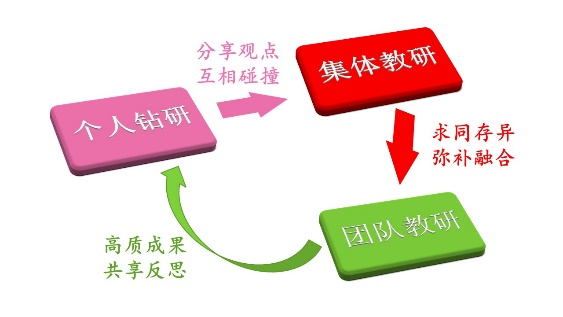 分享观点
互相碰撞
集体教研
个人钻研
求同存异
弥补融合
团队教研
高质成果
共享反思